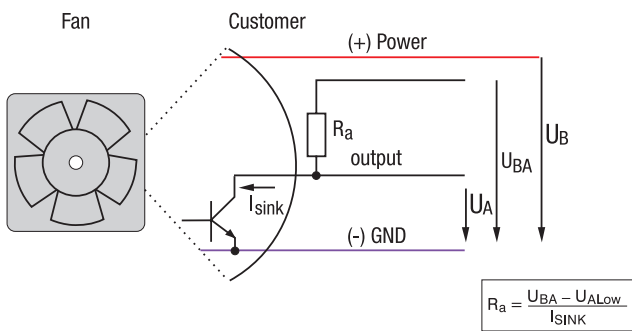 Fan
Customer
(+) Power
Ra
output
Isink
(-) GND
UA
UBA
UB
Ra = UBA – UALow
ISINK